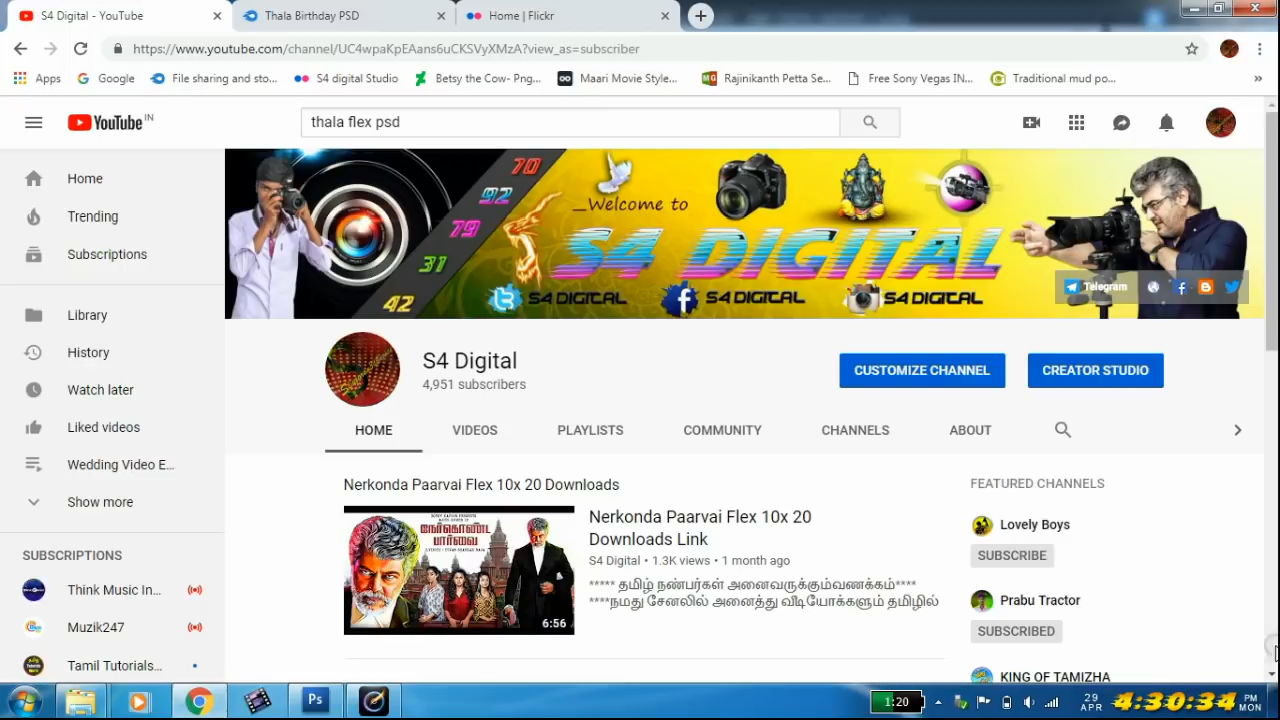 S4 Digital - YouTube
Thala Birthday PSD
Home | Flickr
https://www.youtube.com/channel/UC4wpaKpEAans6uCKSVyXMzA?view_as=subscriber
Apps
Google
File sharing and sto...
S4 digital Studio
Betsy the Cow- Png...
Maari Movie Style...
Rajinikanth Petta Se...
Free Sony Vegas IN...
Traditional mud po...
YouTube IN
thala flex psd
Home
Trending
Subscriptions
Library
History
Watch later
Liked videos
Wedding Video E...
Show more
SUBSCRIPTIONS
Think Music In...
Muzik247
Tamil Tutorials...
70
92
79
31
42
_Welcome to
S4 DIGITAL
S4 DIGITAL
S4 DIGITAL
S4 DIGITAL
Telegram
S4 Digital
4,951 subscribers
CUSTOMIZE CHANNEL
CREATOR STUDIO
HOME
VIDEOS
PLAYLISTS
COMMUNITY
CHANNELS
ABOUT
Nerkonda Paarvai Flex 10x 20 Downloads
நேர்கொண்ட
பார்வை
6:56
Nerkonda Paarvai Flex 10x 20
Downloads Link
S4 Digital • 1.3K views • 1 month ago
***** தமிழ் நண்பர்கள் அனைவருக்கும்வணக்கம்****
****நமது சேனலில் அனைத்து வீடியோக்களும் தமிழில்
FEATURED CHANNELS
Lovely Boys
SUBSCRIBE
Prabu Tractor
SUBSCRIBED
KING OF TAMIZHA
Ps
1:20
29
APR
4:30:34
PM
MON